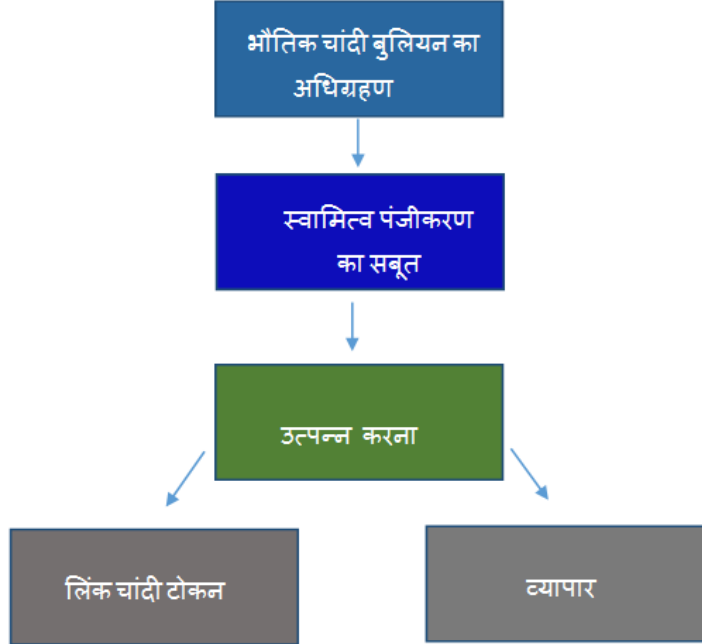 भौतिक चांदी बुलियन का
अधिग्रहण
स्वामित्व पंजीकरण
का सबूत
उत्पन्न करना
लिंक चांदी टोकन
व्यापार